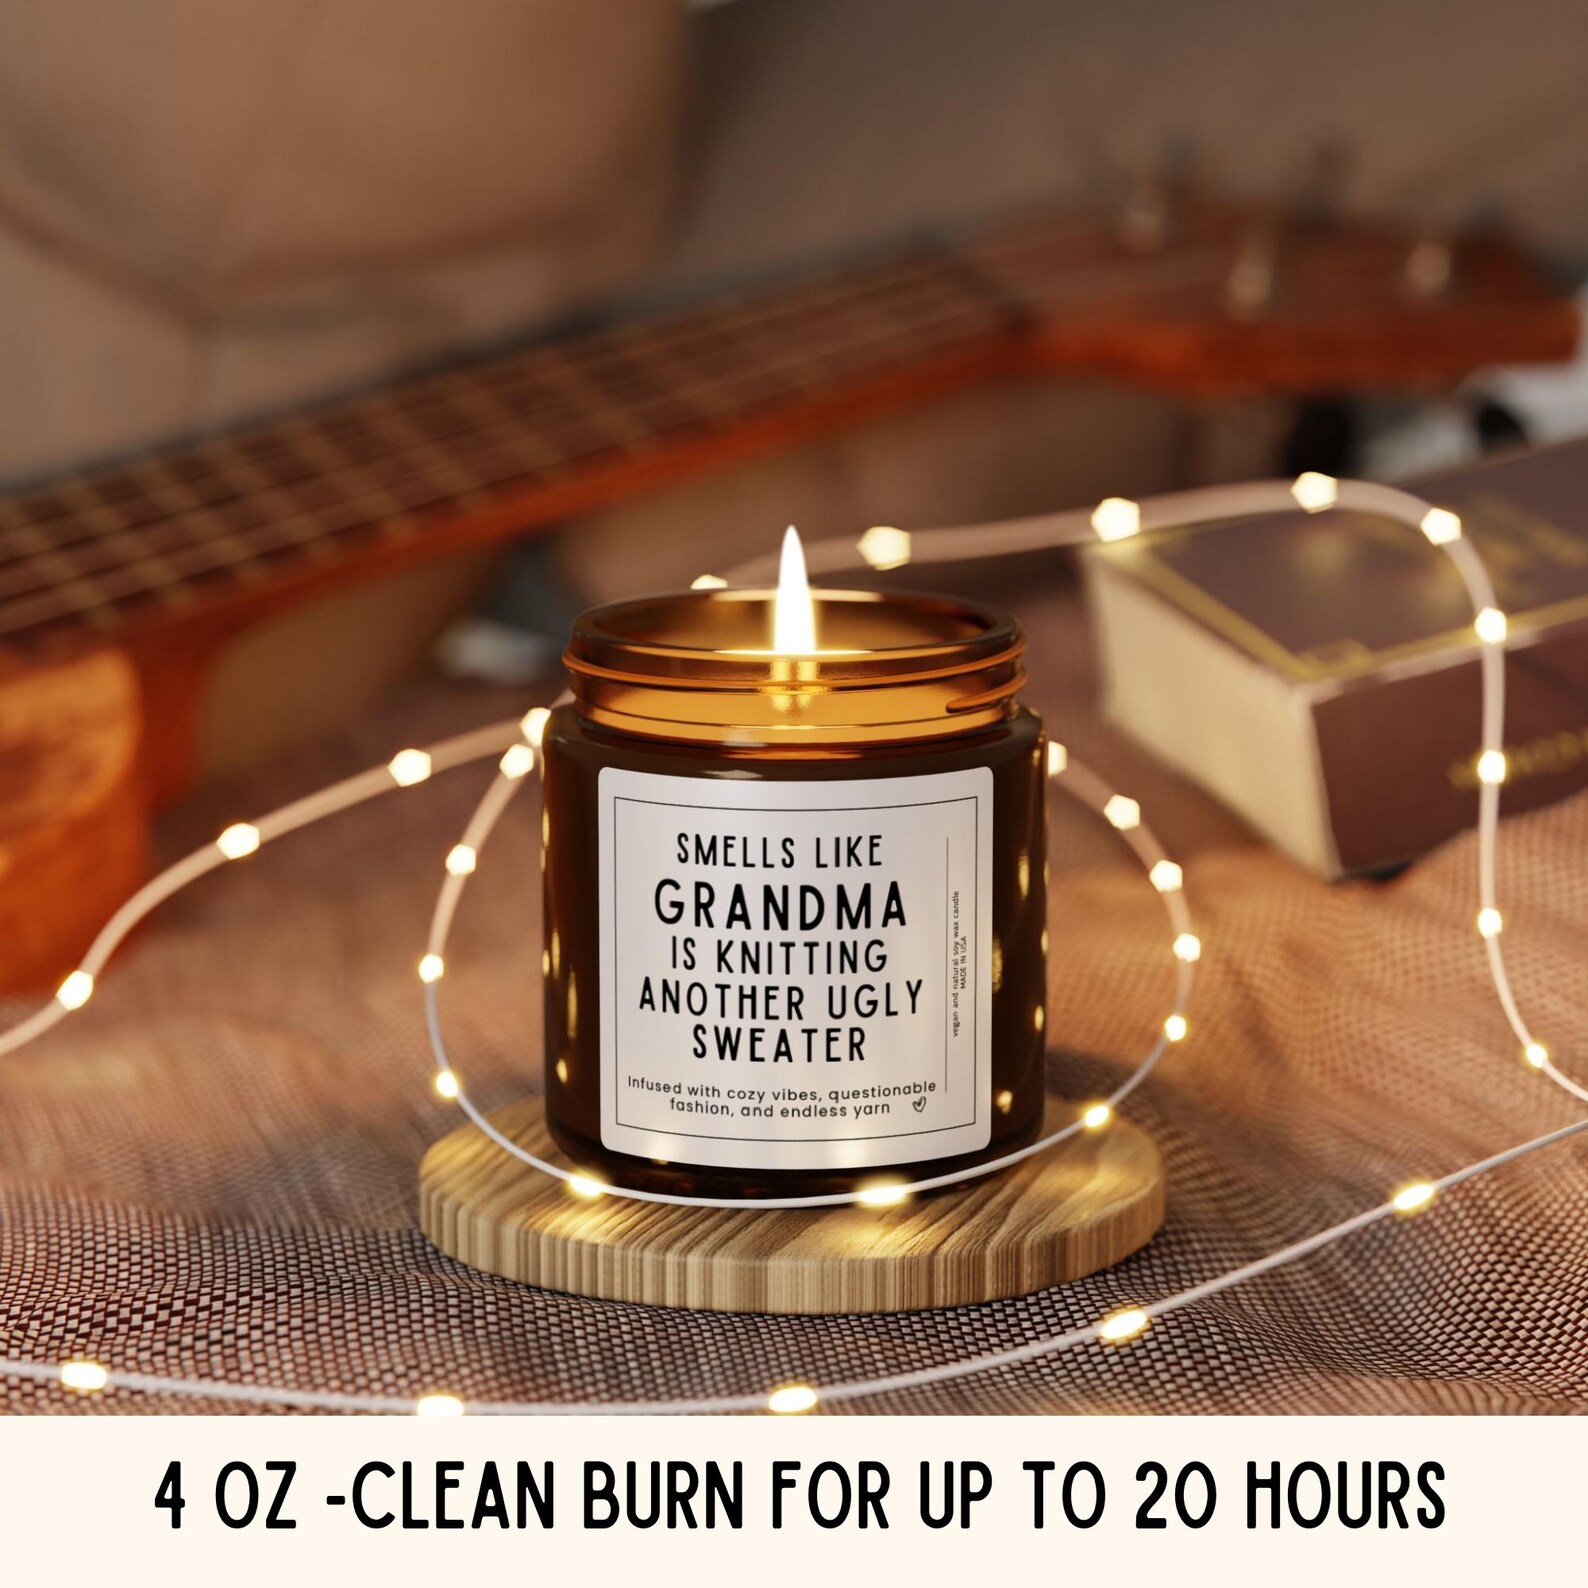 SMELLS LIKE
GRANDMA
IS KNITTING
ANOTHER UGLY
SWEATER
Infused with cozy vibes, questionable
fashion, and endless yarn
vegan and natural soy wax candle
MADE IN USA
4 OZ -CLEAN BURN FOR UP TO 20 HOURS